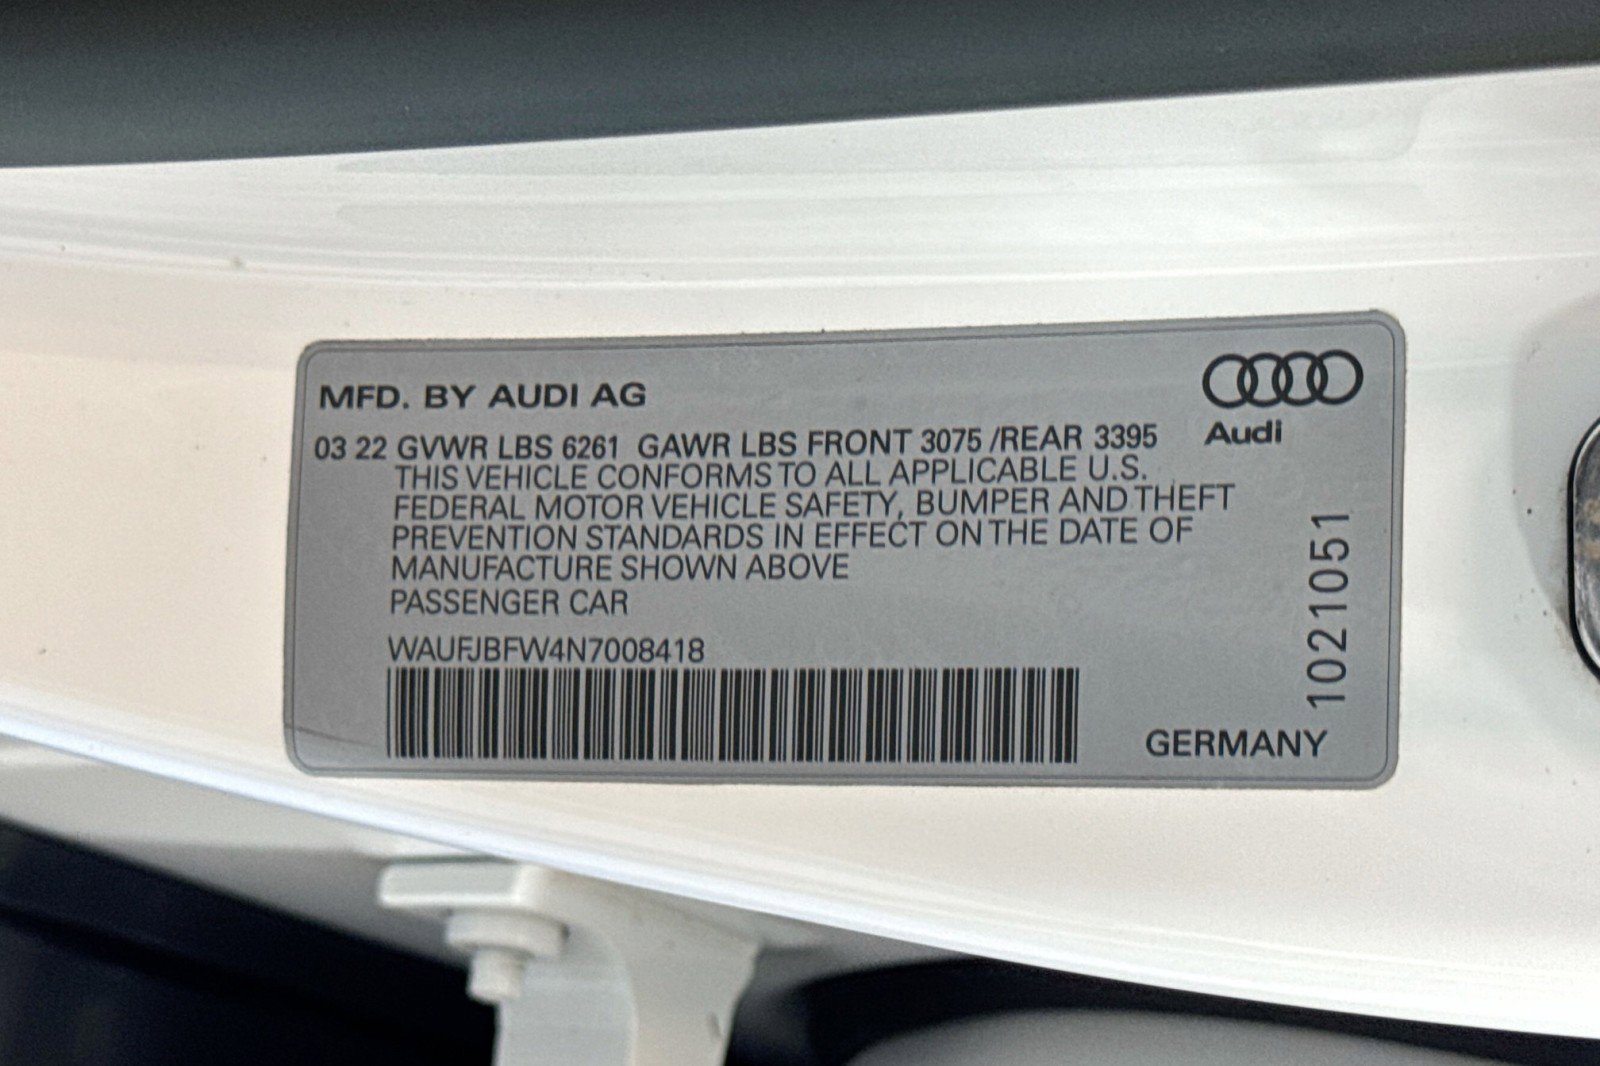 MFD. BY AUDI AG
Audi
03 22 GVWR LBS 6261 GAWR LBS FRONT 3075 /REAR 3395
THIS VEHICLE CONFORMS TO ALL APPLICABLE U.S.
FEDERAL MOTOR VEHICLE SAFETY, BUMPER AND THEFT
PREVENTION STANDARDS IN EFFECT ON THE DATE OF
MANUFACTURE SHOWN ABOVE
PASSENGER CAR
WAUFJBFW4N7008418
GERMANY
1021051